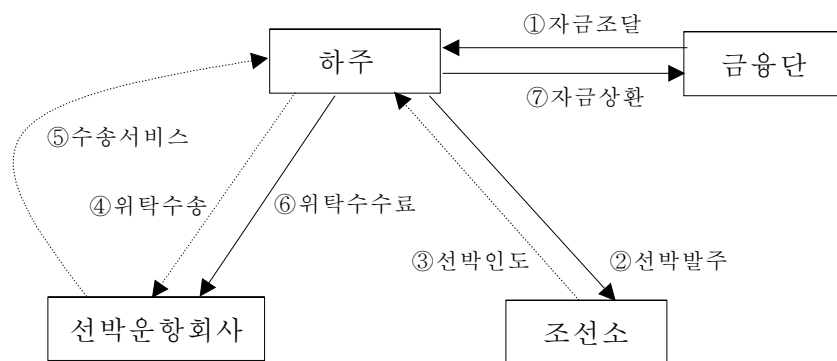 ①자금조달
하주
금융단
⑦자금상환
⑤수송서비스
④위탁수송
⑥위탁수수료
③선박인도
②선박발주
선박운항회사
조선소